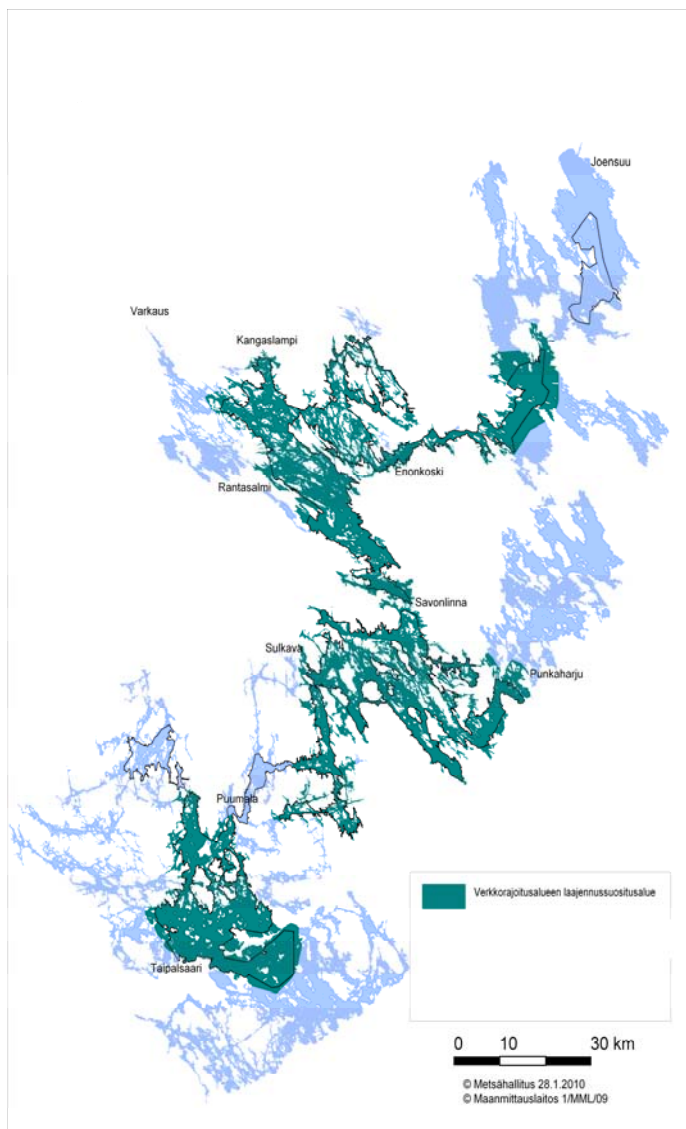 Joensuu
Varkaus
Kangaslampi
Enonkoski
Rantasalmi
Savonlinna
Sulkava
Punkaharju
Puumala
Verkkorajoitusalueen laajennussuositusalue
Taipalsaari
0 10 30 km
© Metsähallitus 28.1.2010
© Maanmittauslaitos 1/MML/09